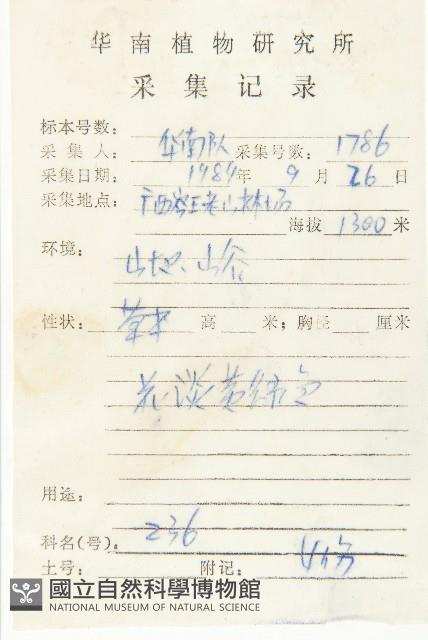 华南植物研究所
采集记录
标本号数：
采集人：华南队 采集号数：1786
采集日期：1989年9月26日
采集地点：广西 老山林场
海拔 1300 米
环境：山地、山谷
性状：草本 高 米；胸径 厘米
花淡黄绿色
用途：
科名(号)：236
土号： 附记：
國立自然科學博物館
NATIONAL MUSEUM OF NATURAL SCIENCE